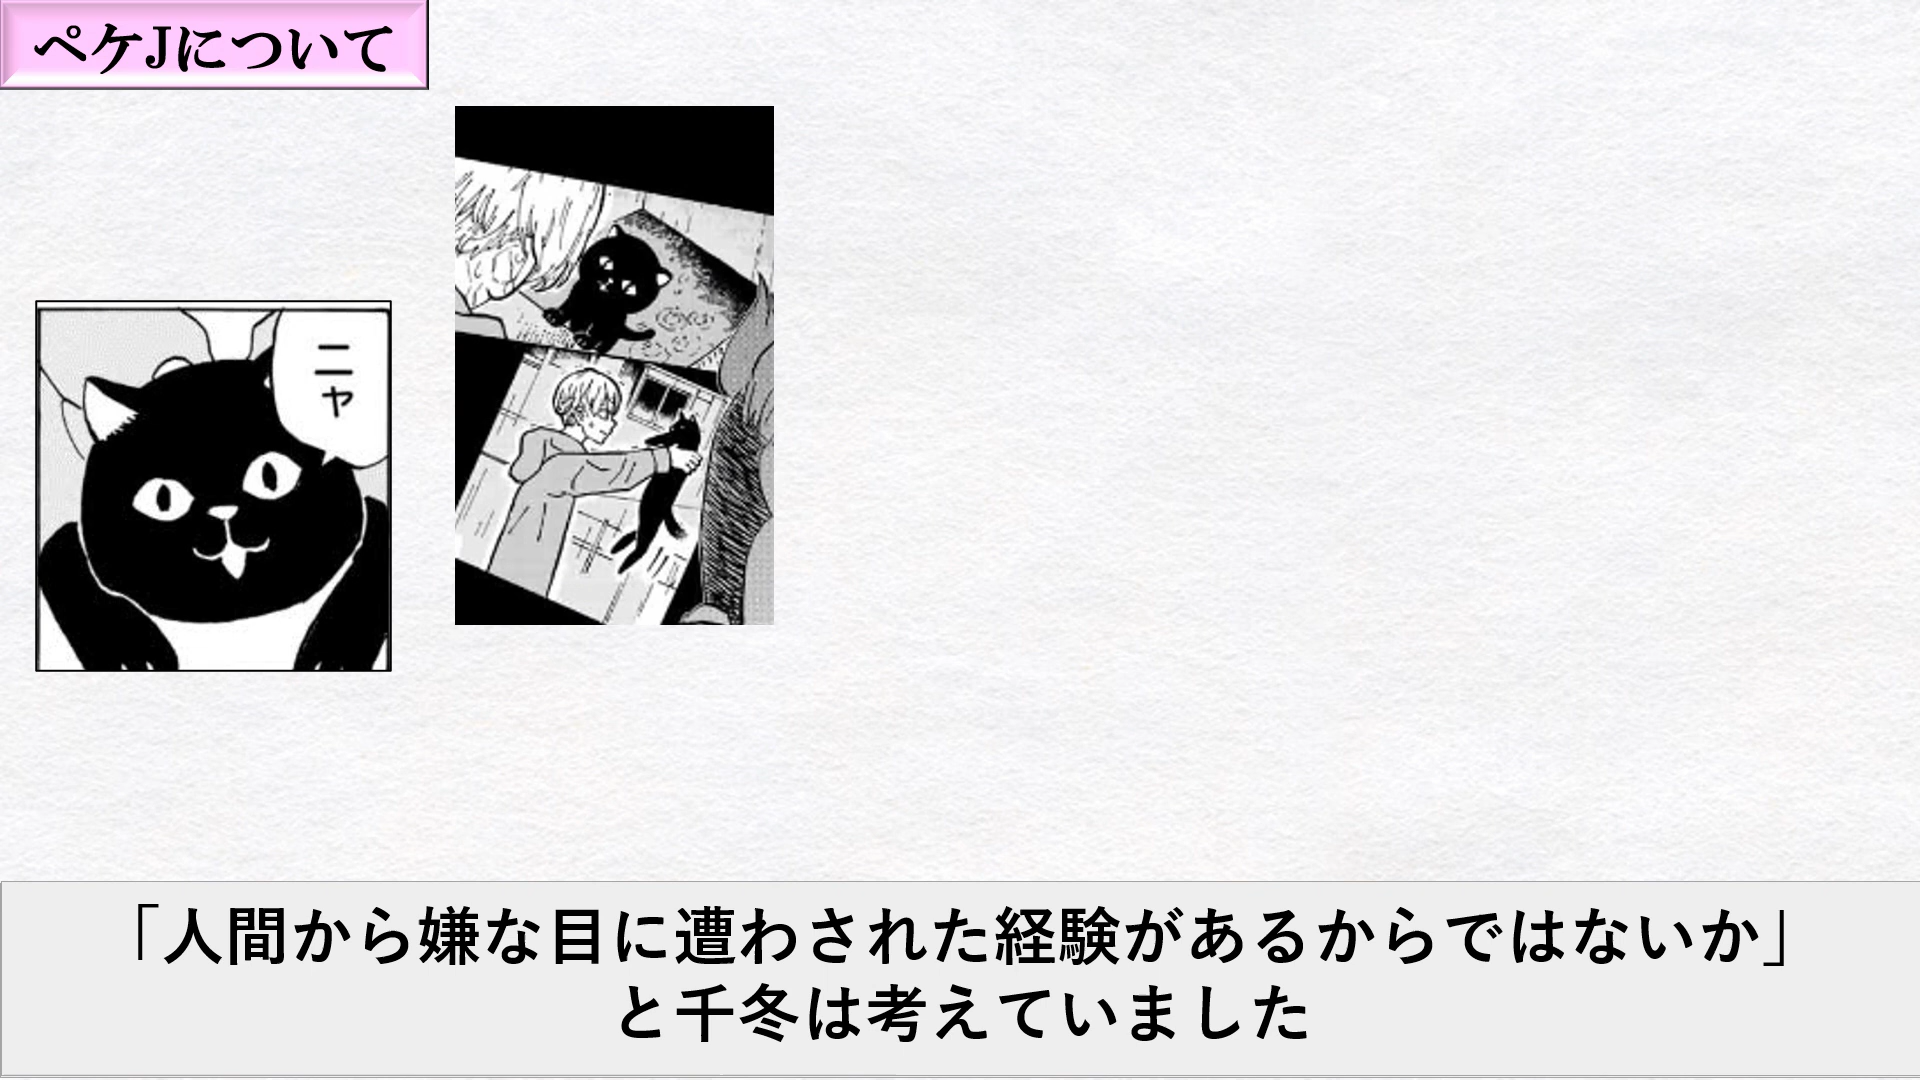 ペケJについて
ニャ
「人間から嫌な目に遭わされた経験があるからではないか」
と千冬は考えていました